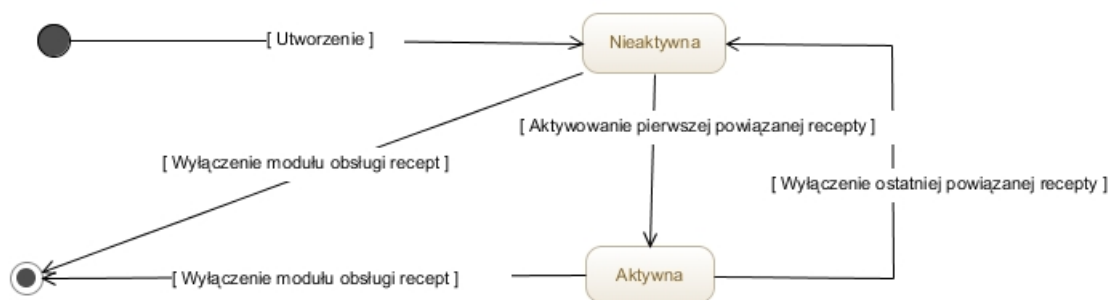 [ Utworzenie ]
Nieaktywna
[ Aktywowanie pierwszej powiązanej recepty ]
[ Wyłączenie modułu obsługi recept ]
[ Wyłączenie ostatniej powiązanej recepty ]
[ Wyłączenie modułu obsługi recept ]
Aktywna